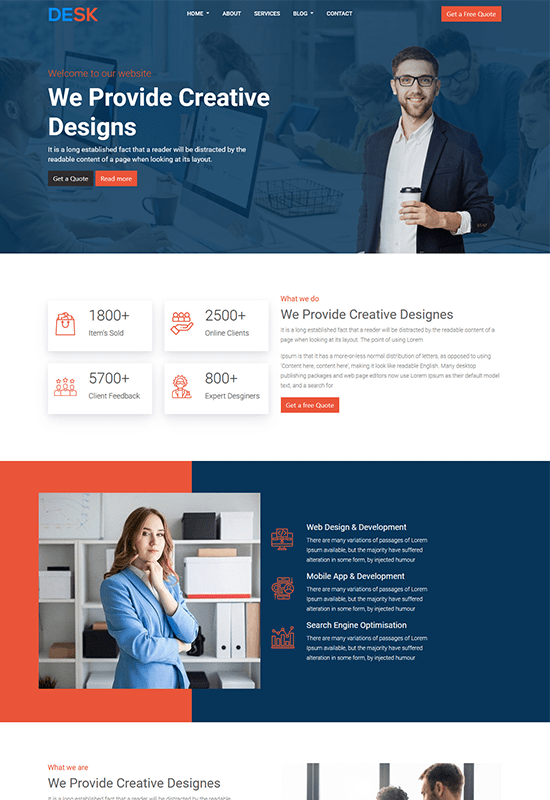 DESK
HOME
ABOUT
SERVICES
BLOG
CONTACT
Get a Free Quote
Welcome to our website
We Provide Creative
Designs
It is a long established fact that a reader will be distracted by the
readable content of a page when looking at its layout.
Get a Quote
Read more
1800+
Item's Sold
2500+
Online Clients
5700+
Client Feedback
800+
Expert Desginers
What we do
We Provide Creative Designes
It is a long established fact that a reader will be distracted by the readable content of a
page when looking at its layout. The point of using Lorem
Ipsum is that it has a more-or-less normal distribution of letters, as opposed to using
'Content here, content here', making it look like readable English. Many desktop
publishing packages and web page editors now use Lorem Ipsum as their default model
text, and a search for
Get a free Quote
Web Design & Development
There are many variations of passages of Lorem
Ipsum available, but the majority have suffered
alteration in some form, by injected humour
Mobile App & Development
There are many variations of passages of Lorem
Ipsum available, but the majority have suffered
alteration in some form, by injected humour
Search Engine Optimisation
There are many variations of passages of Lorem
Ipsum available, but the majority have suffered
alteration in some form, by injected humour
What we are
We Provide Creative Designes
It is a long established fact that a reader will be distracted by the readable